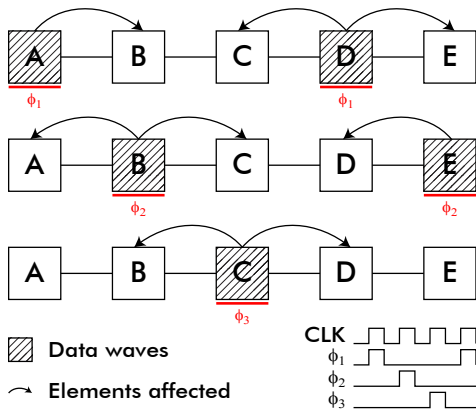 A B C D E
ϕ1 ϕ1
A B C D E
ϕ2 ϕ2
A B C D E
ϕ3
Data waves
Elements affected
CLK
ϕ1
ϕ2
ϕ3